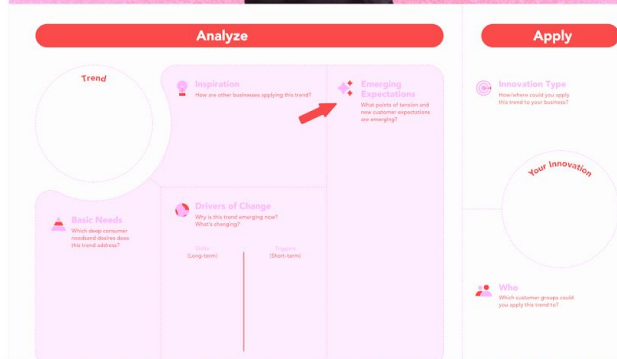 Analyze
Apply
Trend
Inspiration
How are other businesses applying this trend?
Emerging
Expectations
What points of tension and
new customer expectations
are emerging?
Basic Needs
Which deep consumer
needsand desires does
this trend address?
Drivers of Change
Why is this trend emerging now?
What's changing?
Shifts
(Long-term)
Triggers
(Short-term)
Innovation Type
How/where could you apply
this trend to your business?
Your Innovation
Who
Which customer groups could
you apply this trend to?